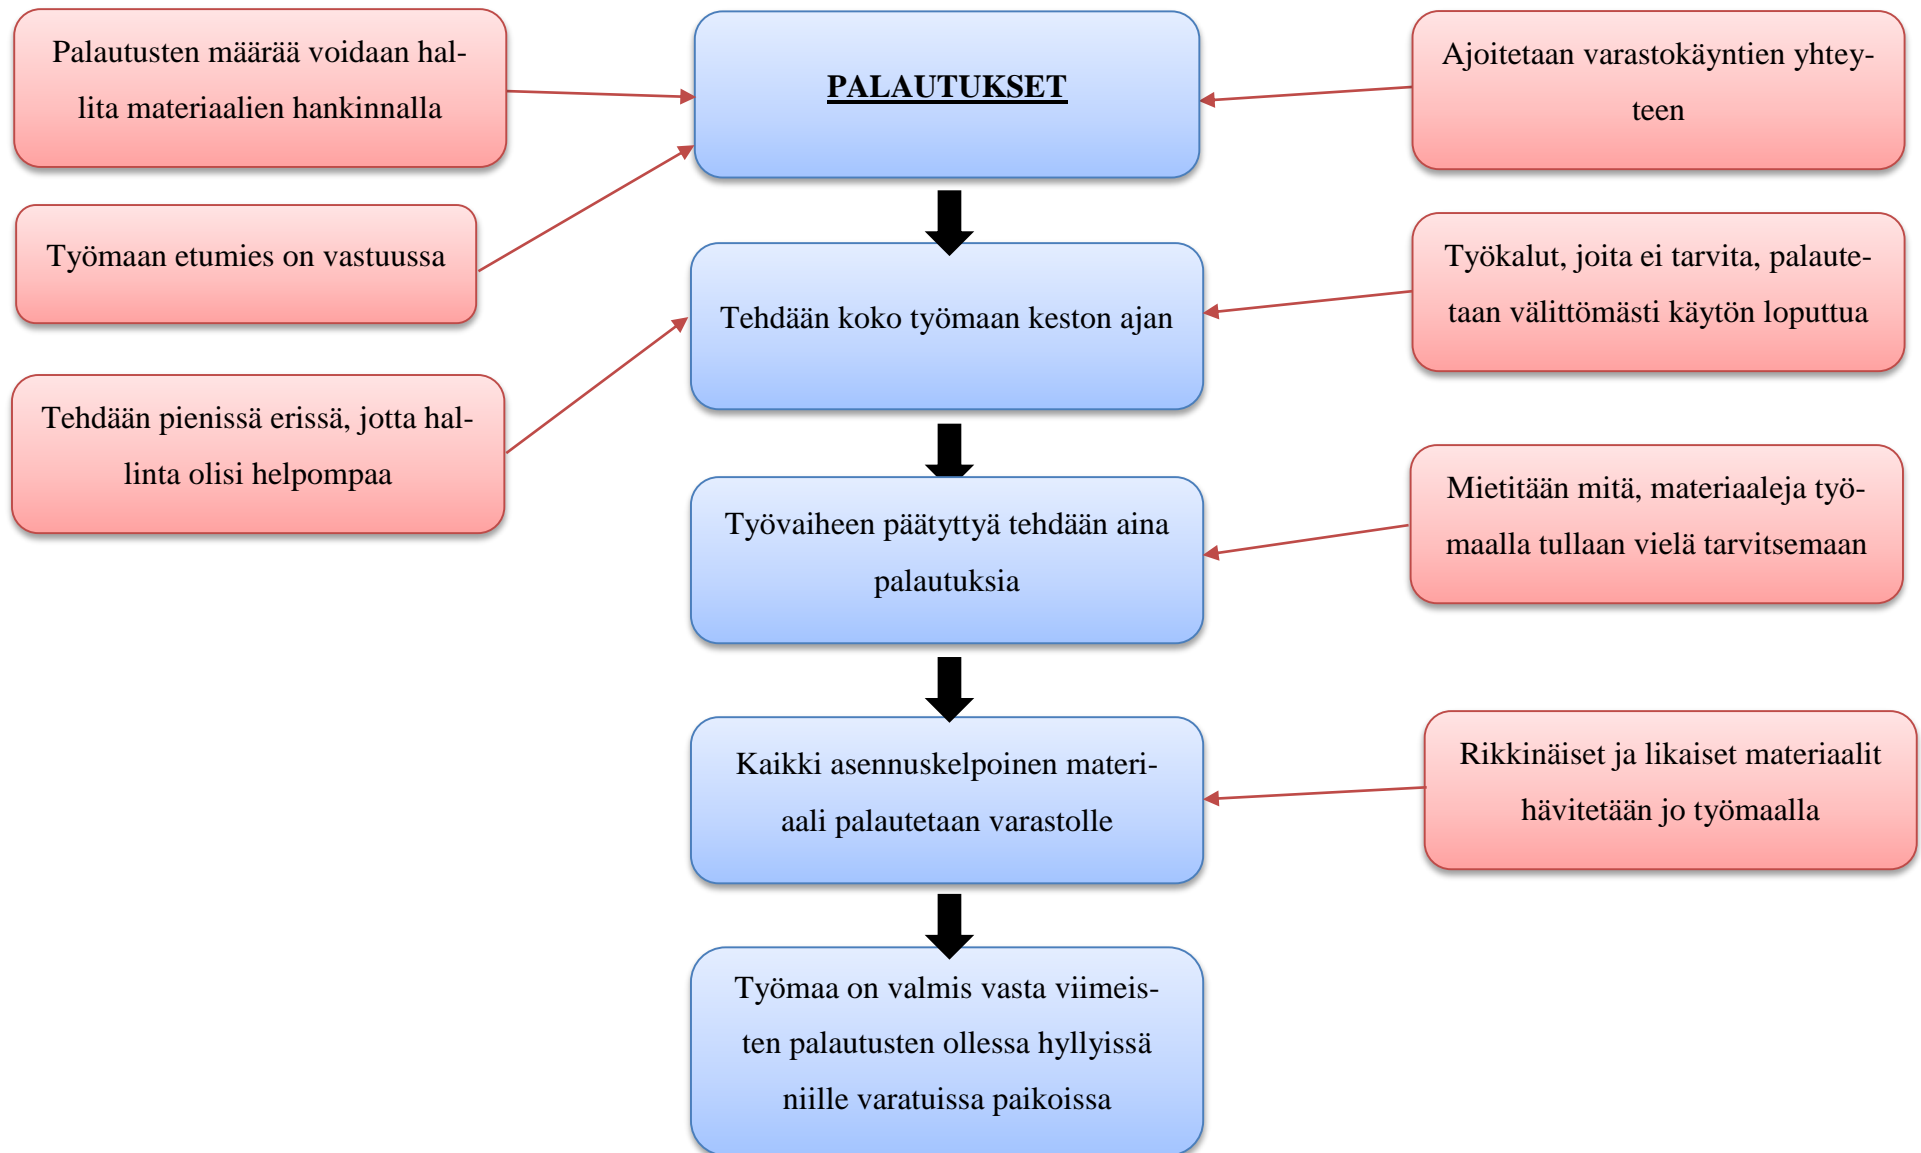 Palautusten määrää voidaan hal-
lita materiaalien hankinnalla
PALAUTUKSET
Ajoitetaan varastokäyntien yhtey-
teen
Työmaan etumies on vastuussa
Työkalut, joita ei tarvita, palaute-
taan välittömästi käytön loputtua
Tehdään koko työmaan keston ajan
Tehdään pienissä erissä, jotta hal-
linta olisi helpompaa
Työvaiheen päätyttyä tehdään aina
palautuksia
Mietitään mitä, materiaaleja työ-
maalla tullaan vielä tarvitsemaan
Kaikki asennuskelpoinen materi-
aali palautetaan varastolle
Rikkinäiset ja likaiset materiaalit
hävitetään jo työmaalla
Työmaa on valmis vasta viimeis-
ten palautusten ollessa hyllyissä
niille varatuissa paikoissa